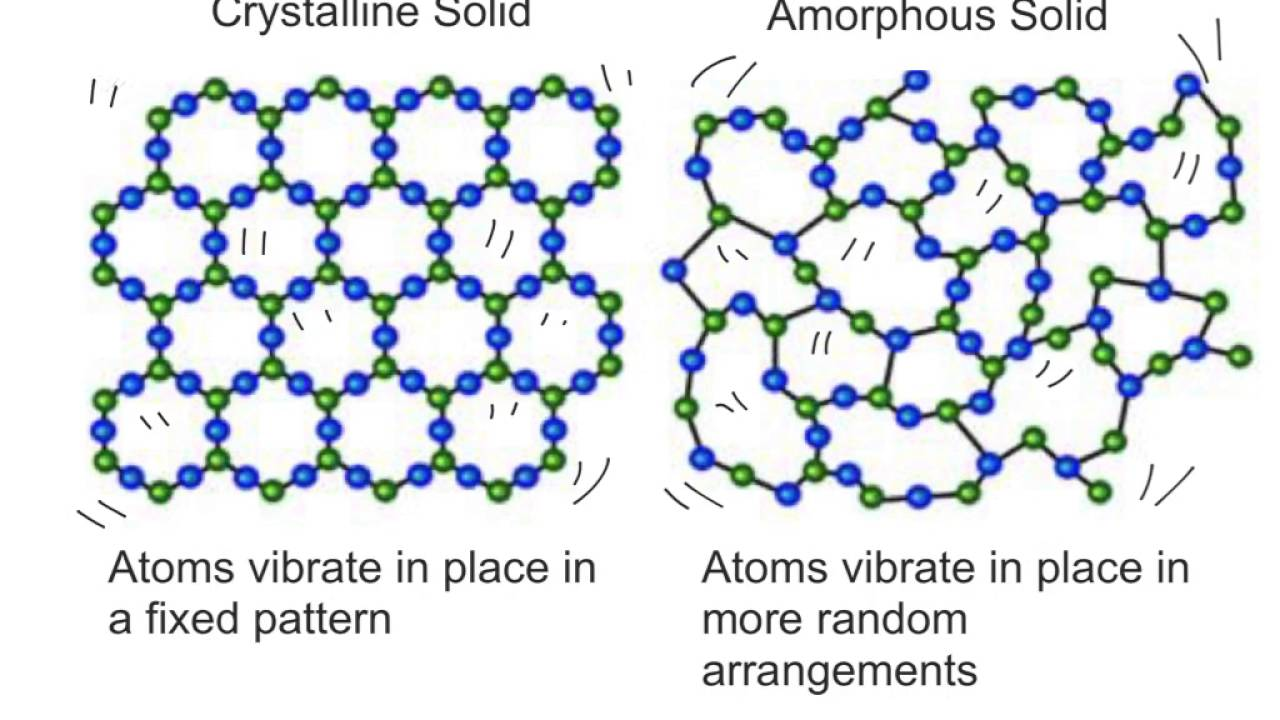 Crystalline Solid
Amorphous Solid
Atoms vibrate in place in
a fixed pattern
Atoms vibrate in place in
more random
arrangements